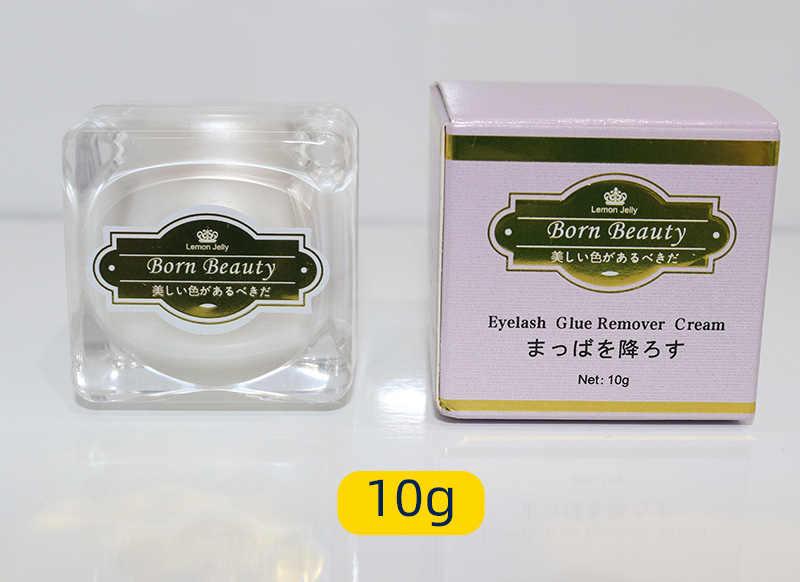 Lemon Jelly
Born Beauty
美しい色があるべきだ
Lemon Jelly
Born Beauty
美しい色があるべきだ
Eyelash Glue Remover Cream
まっばを降ろす
Net: 10g
10g